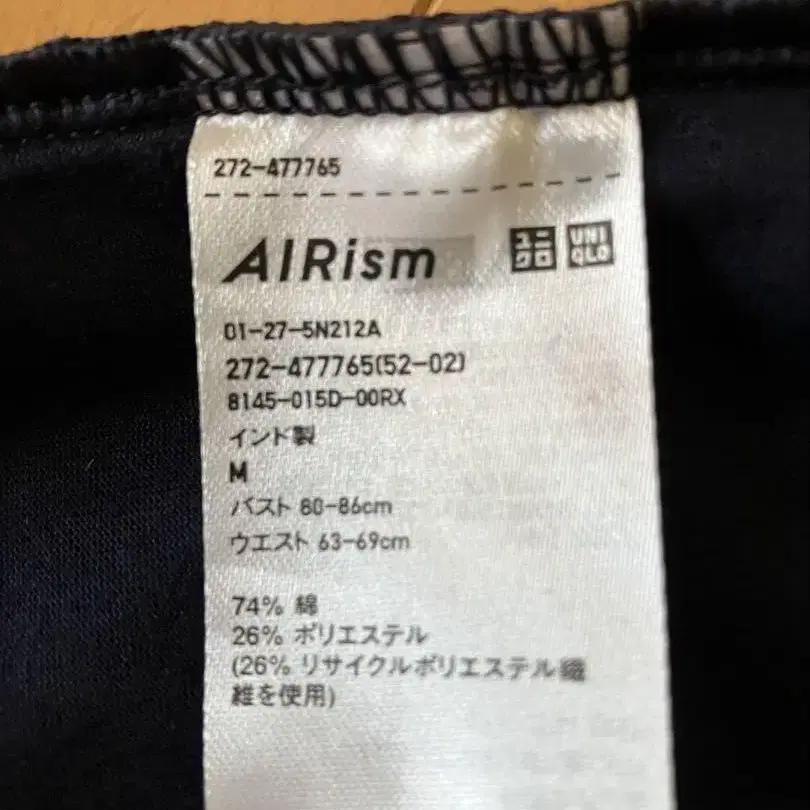 272-477765
AIRism ユニクロ UNIQLO
01-27-5N212A
272-477765(52-02)
8145-015D-00RX
インド製
M
バスト 80-86cm
ウエスト 63-69cm
74% 綿
26% ポリエステル
(26% リサイクルポリエステル繊
維を使用)